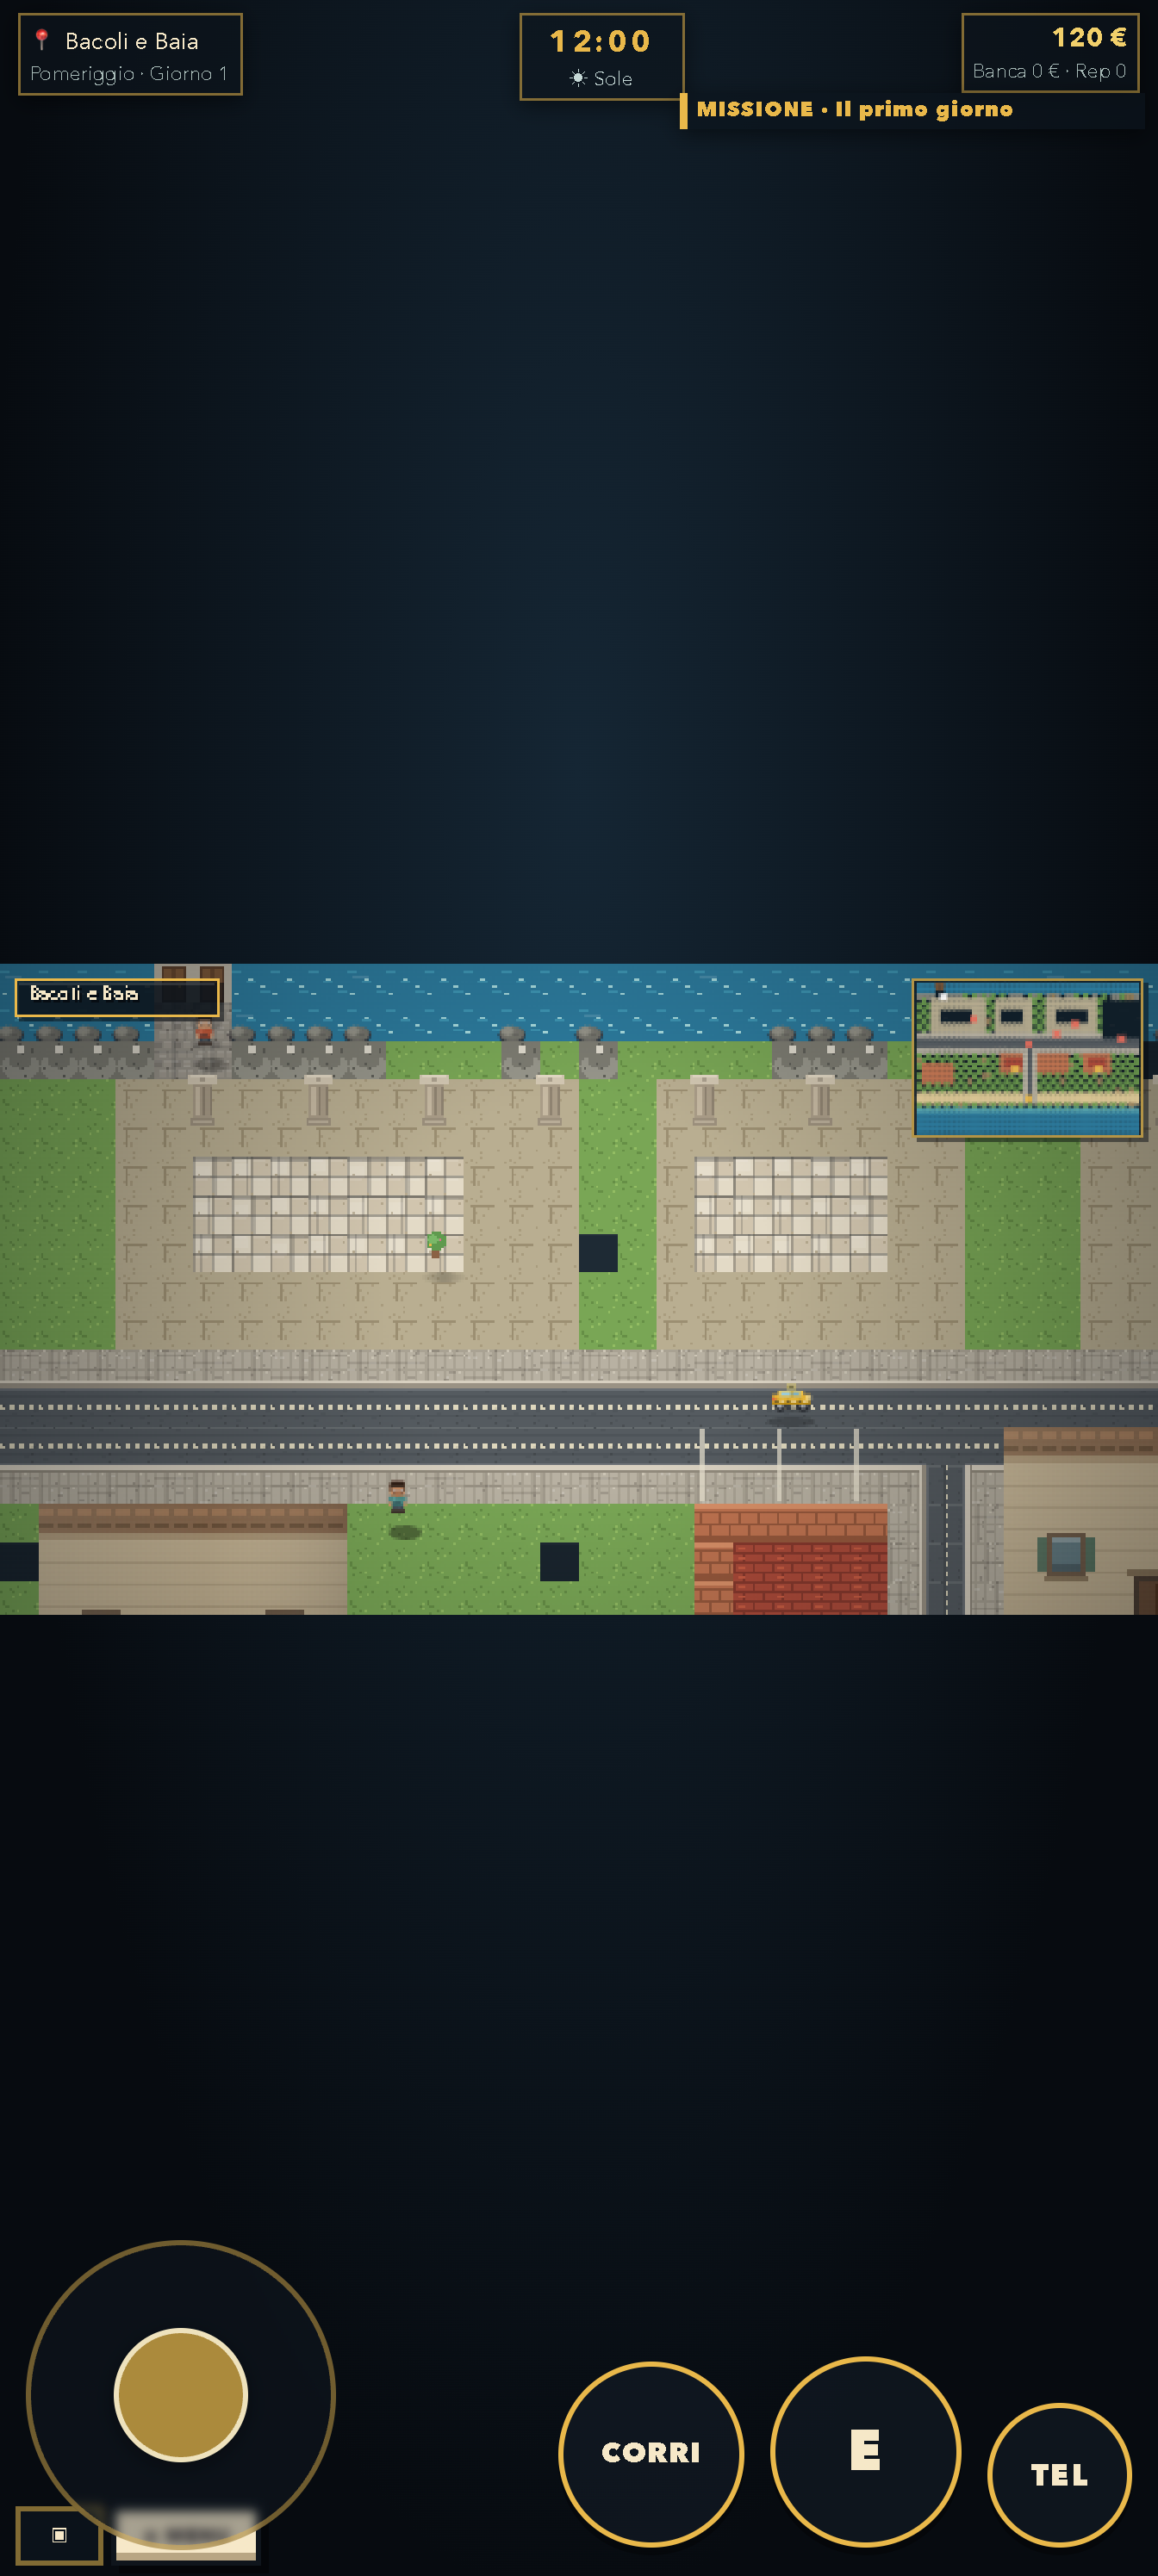 Bacoli e Baia
Pomeriggio · Giorno 1
12:00
☀ Sole
120 €
Banca 0 € · Rep 0
MISSIONE · Il primo giorno
Bacoli e Baia
CORRI
E
TEL